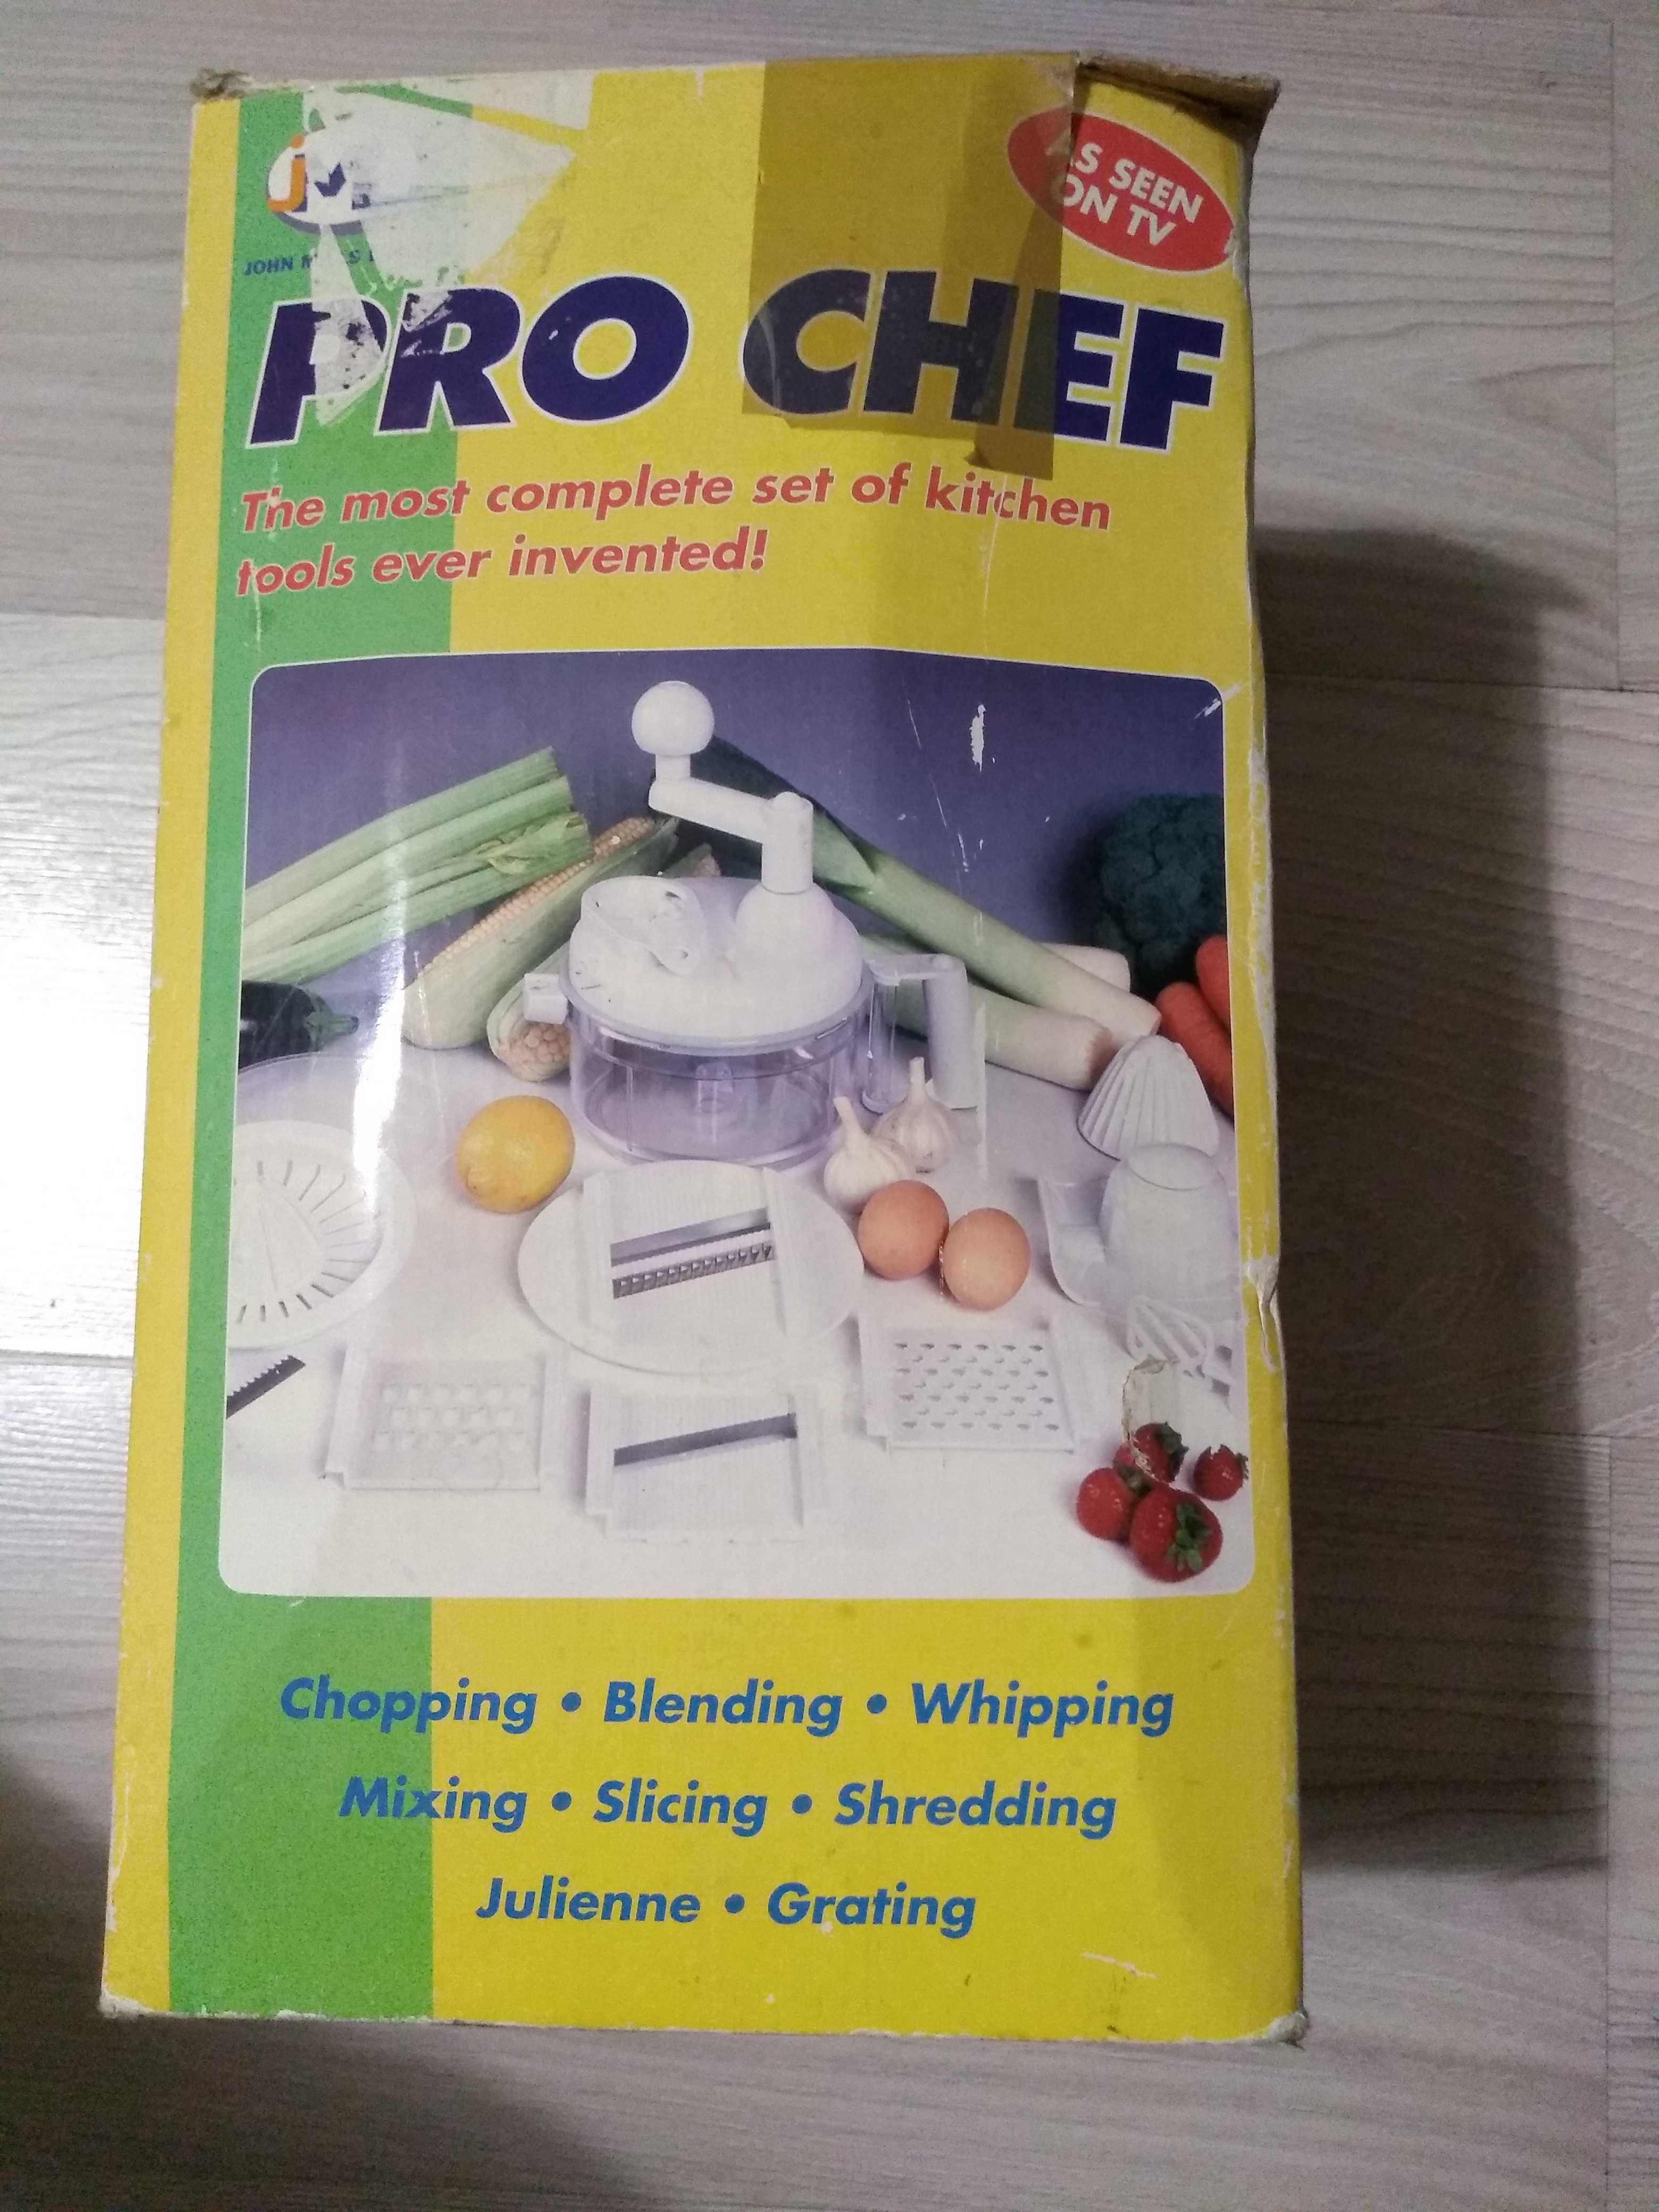 JOHN
AS SEEN
ON TV
PRO CHEF
The most complete set of kitchen
tools ever invented!
Chopping • Blending • Whipping
Mixing • Slicing • Shredding
Julienne • Grating